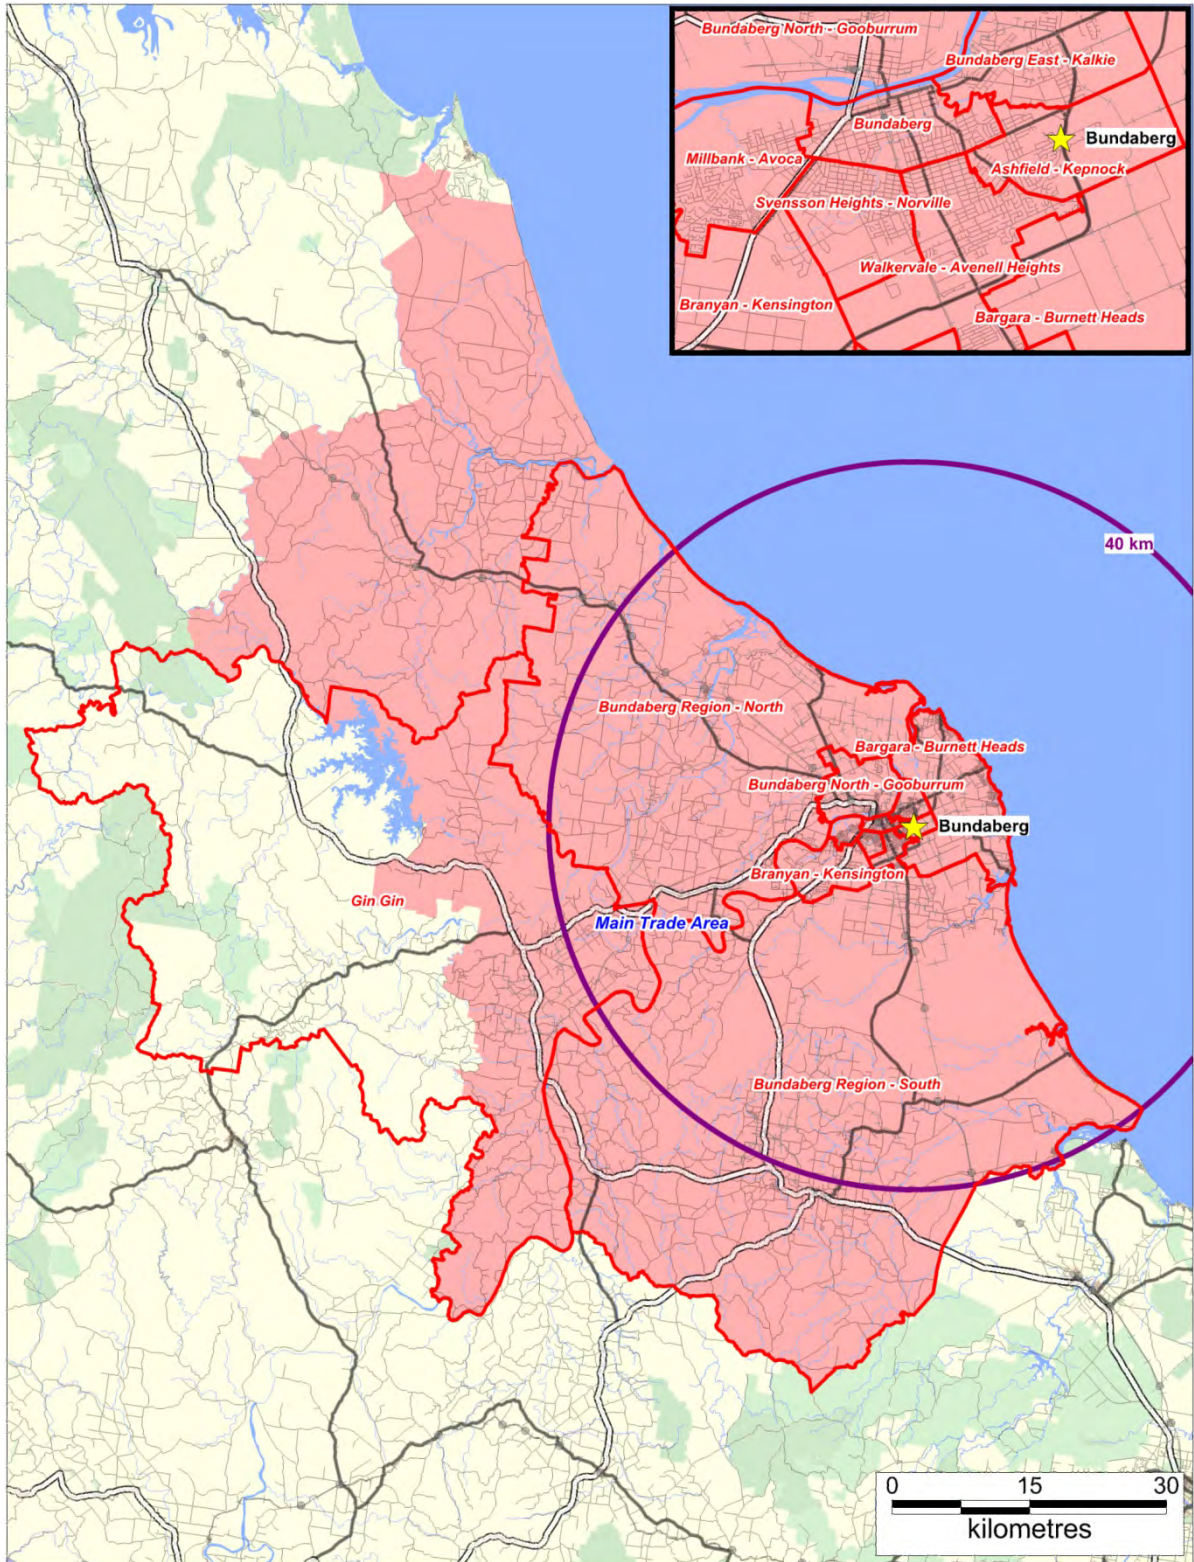 Bundaberg North - Gooburrum
Bundaberg East - Kalkie
Bundaberg
Bundaberg
Millbank - Avoca
Ashfield - Kepnock
Svensson Heights - Norville
Walkervale - Avenell Heights
Branyan - Kensington
Bargara - Burnett Heads
40 km
Bundaberg Region - North
Bargara - Burnett Heads
Bundaberg North - Gooburrum
Bundaberg
Branyan - Kensington
Gin Gin
Main Trade Area
Bundaberg Region - South
0 15 30
kilometres